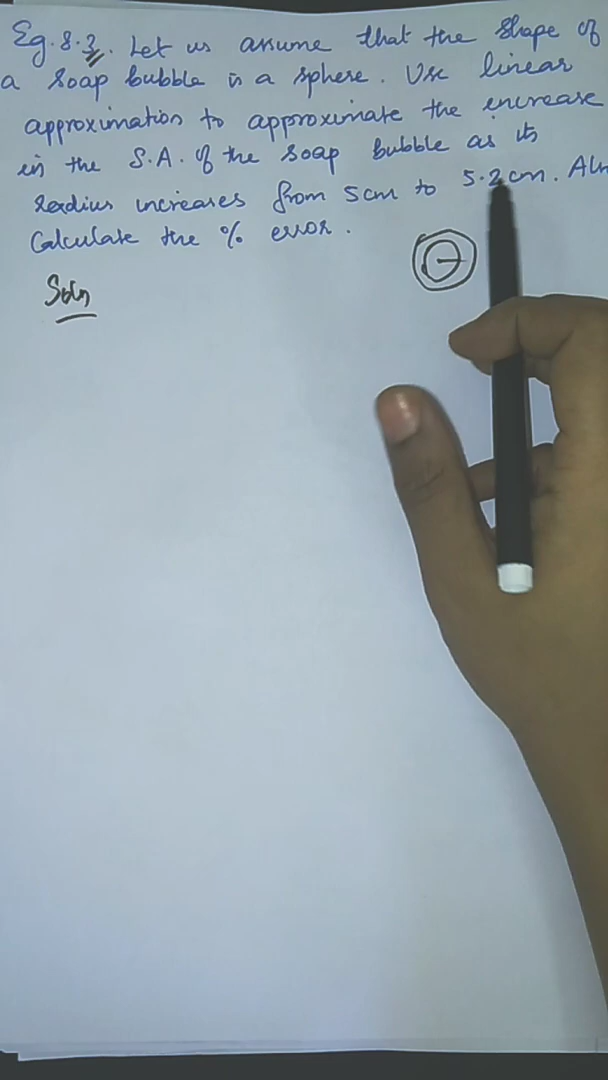 Eg. 8.3. Let us assume that the shape of
a soap bubble is a sphere. Use linear
approximation to approximate the increase
in the S.A. of the soap bubble as its
radius increases from 5cm to 5.2cm.
Calculate the % error.
Soln